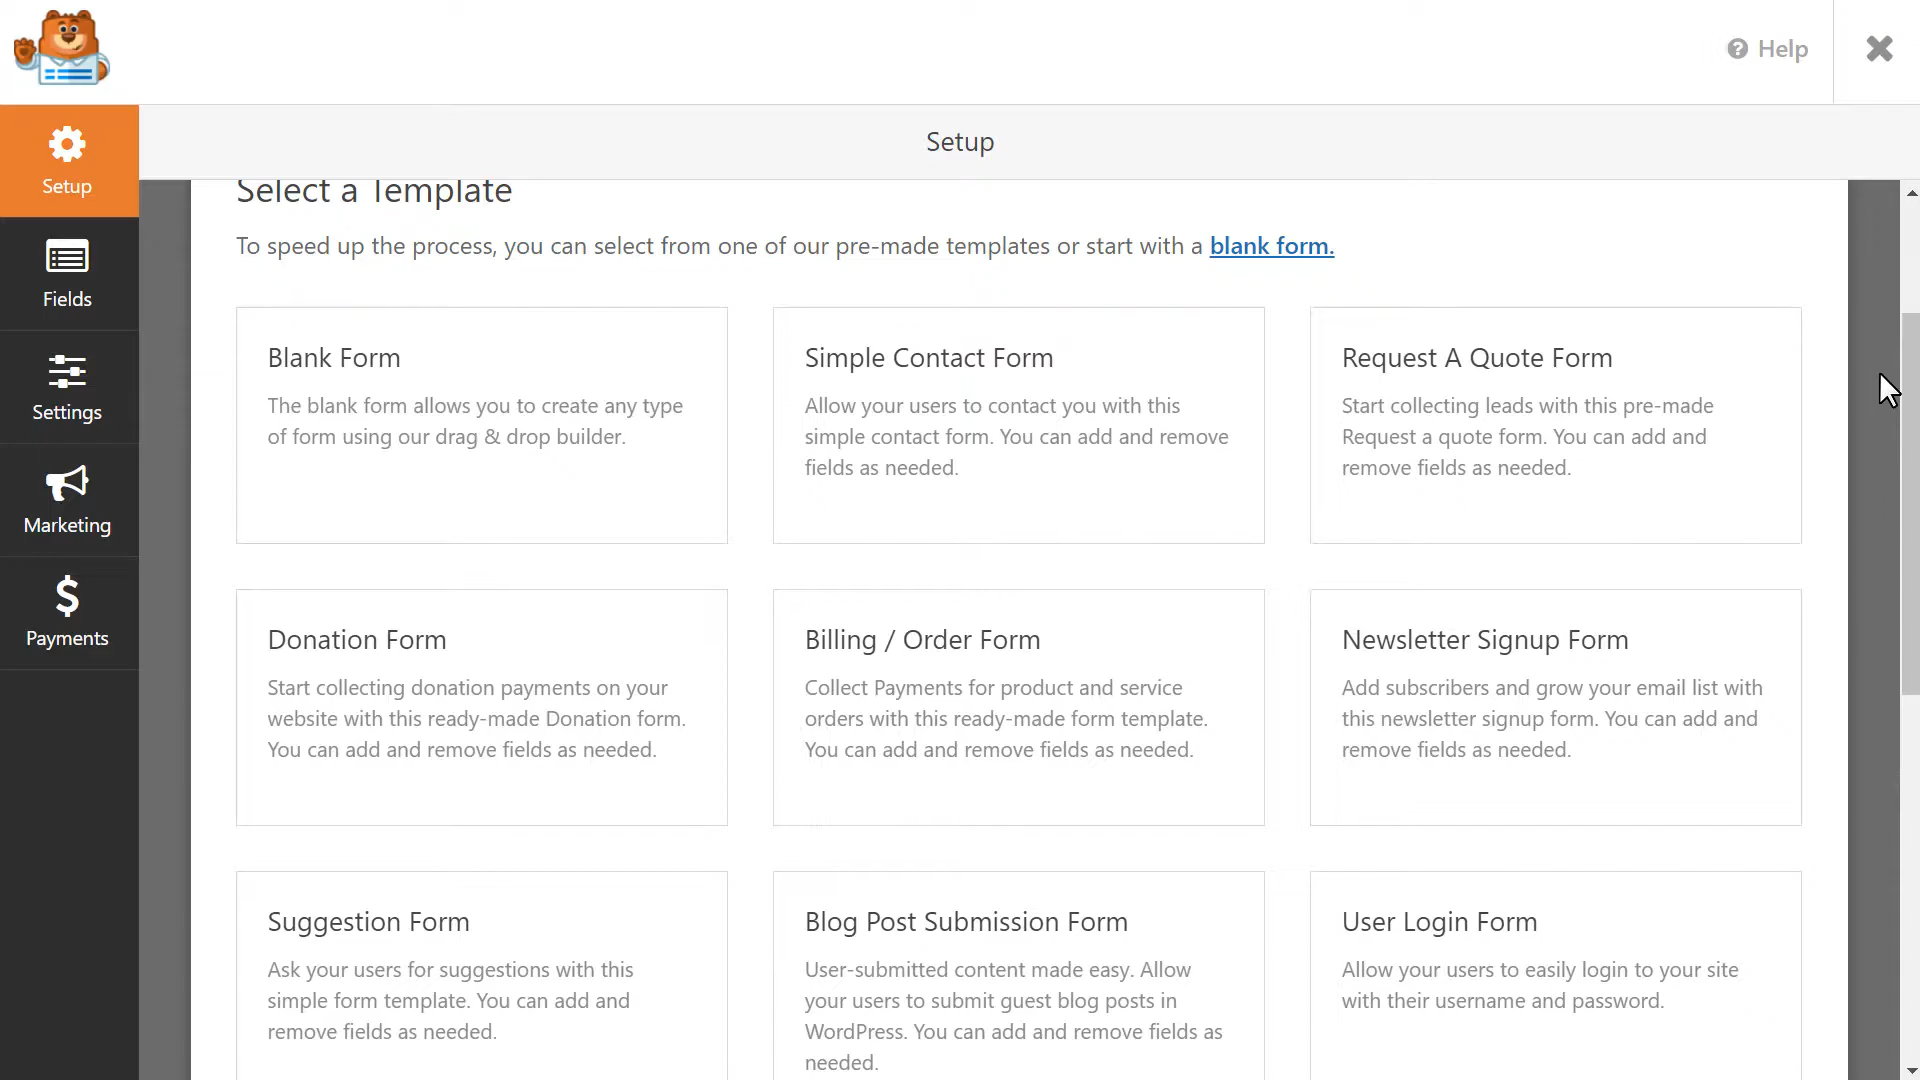 Help
Setup
Setup
Select a Template
To speed up the process, you can select from one of our pre-made templates or start with a blank form.
Fields
Settings
Marketing
Payments
Blank Form
The blank form allows you to create any type
of form using our drag & drop builder.
Simple Contact Form
Allow your users to contact you with this
simple contact form. You can add and remove
fields as needed.
Request A Quote Form
Start collecting leads with this pre-made
Request a quote form. You can add and
remove fields as needed.
Donation Form
Start collecting donation payments on your
website with this ready-made Donation form.
You can add and remove fields as needed.
Billing / Order Form
Collect Payments for product and service
orders with this ready-made form template.
You can add and remove fields as needed.
Newsletter Signup Form
Add subscribers and grow your email list with
this newsletter signup form. You can add and
remove fields as needed.
Suggestion Form
Ask your users for suggestions with this
simple form template. You can add and
remove fields as needed.
Blog Post Submission Form
User-submitted content made easy. Allow
your users to submit guest blog posts in
WordPress. You can add and remove fields as
needed.
User Login Form
Allow your users to easily login to your site
with their username and password.